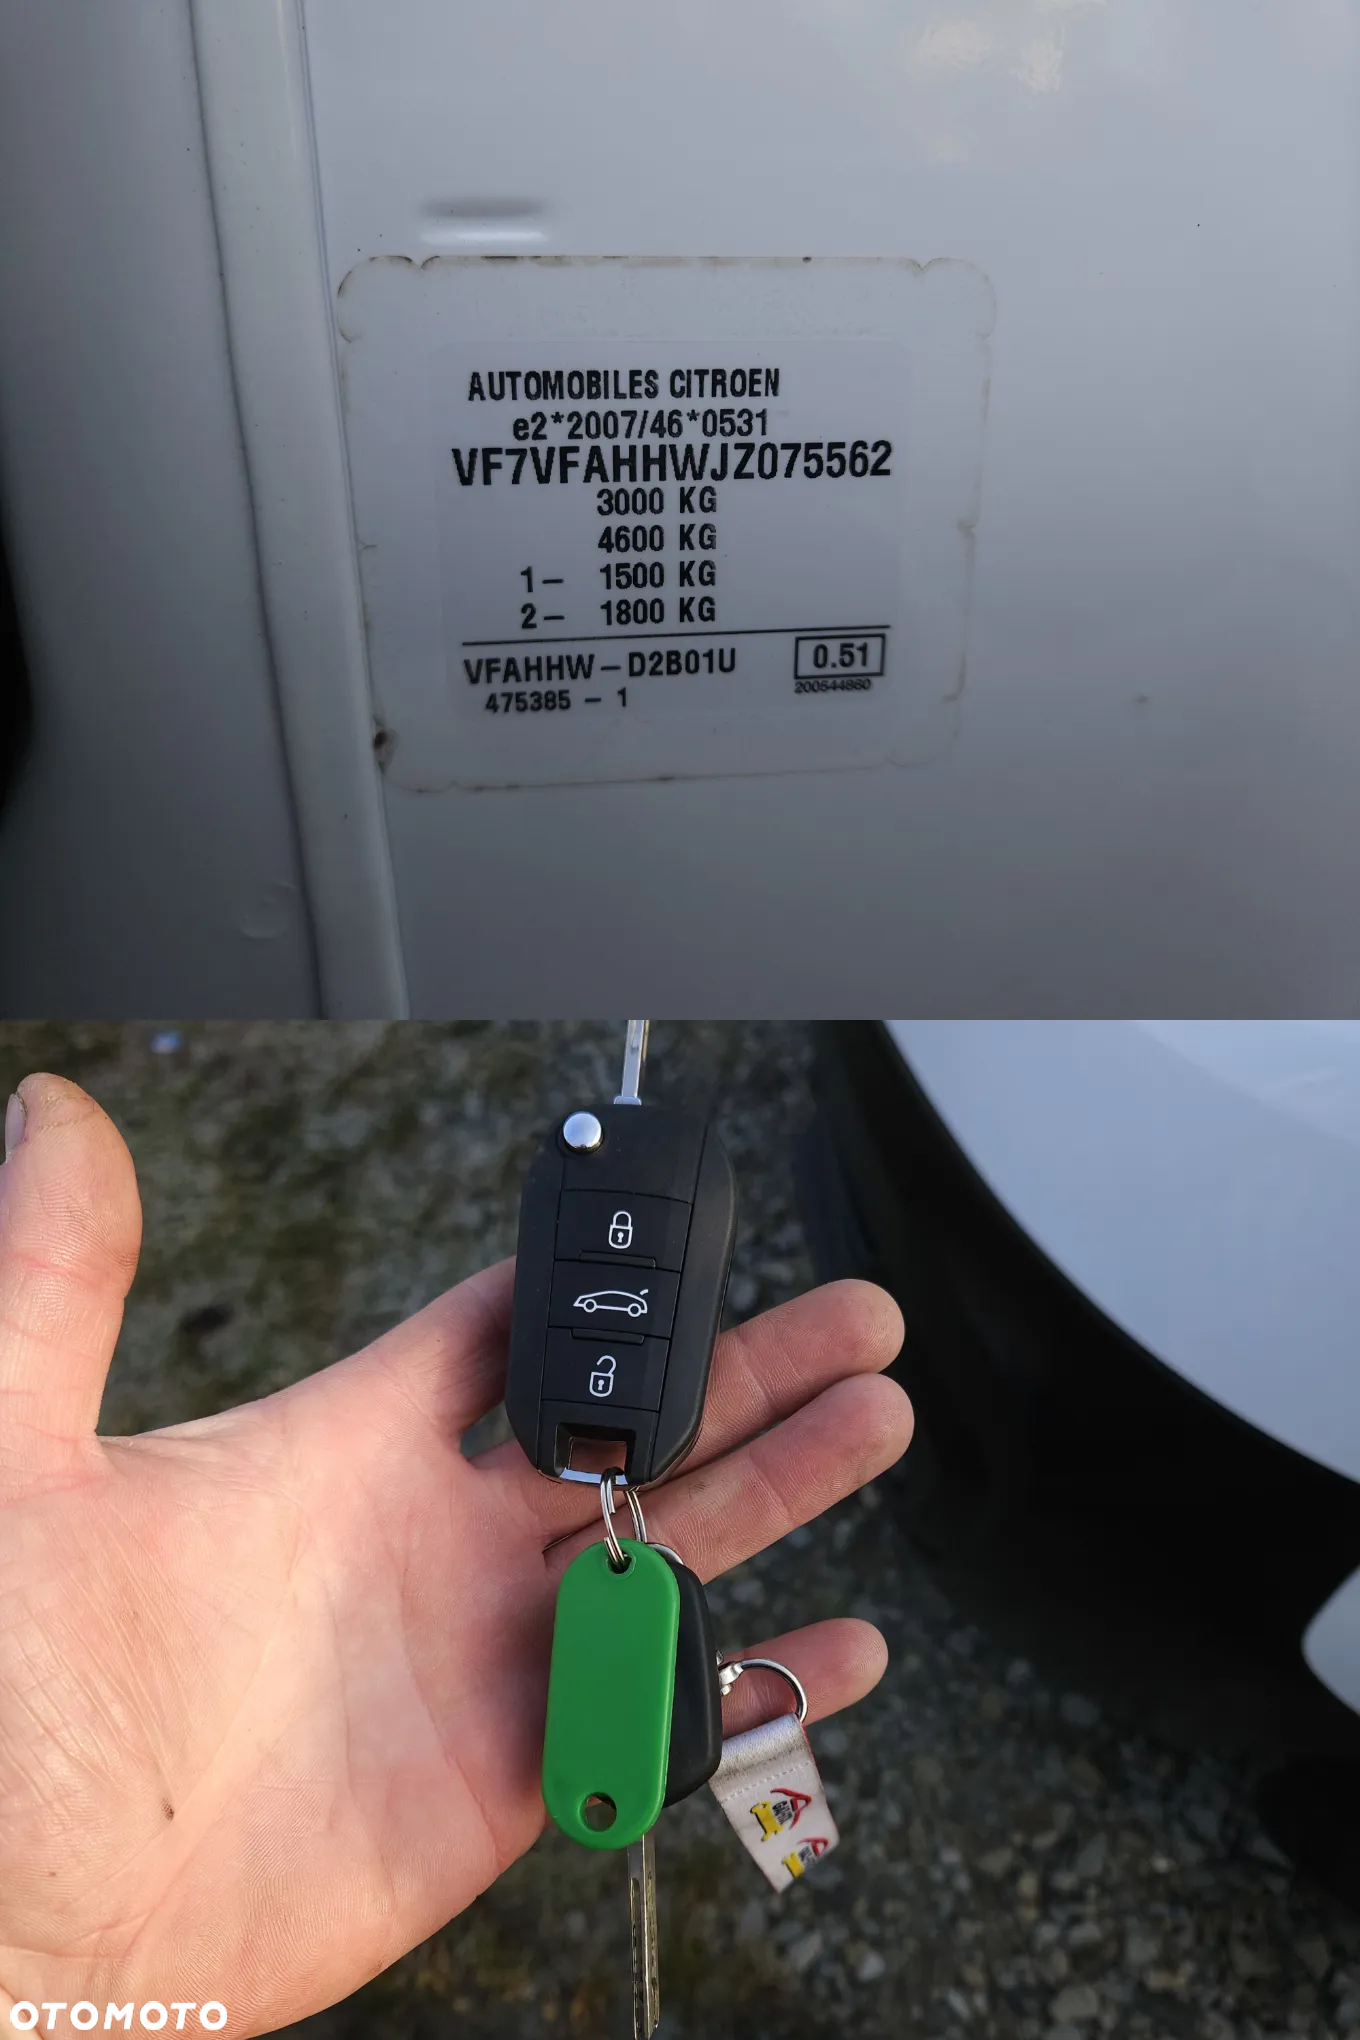 AUTOMOBILES CITROEN
e2*2007/46*0531
VF7VFAHHWJZ075562
3000 KG
4600 KG
1– 1500 KG
2– 1800 KG
VFAHHW–D2B01U 0.51
475385 – 1 200544860
OTOMOTO